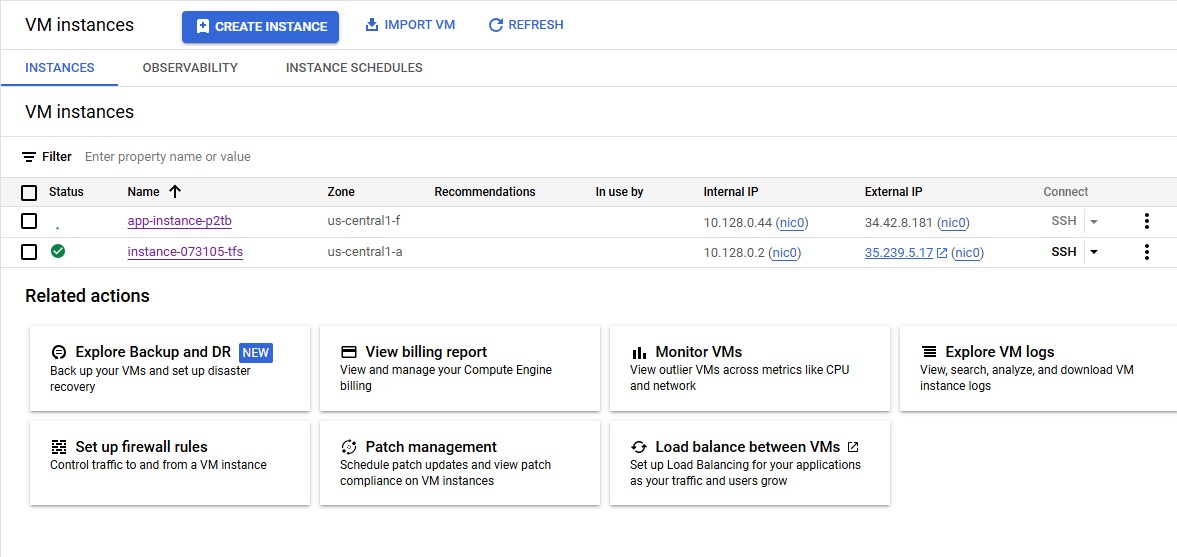 VM instances CREATE INSTANCE IMPORT VM REFRESH
INSTANCES OBSERVABILITY INSTANCE SCHEDULES
VM instances
Filter Enter property name or value
Status Name Zone Recommendations In use by Internal IP External IP Connect
app-instance-p2tb us-central1-f 10.128.0.44 (nic0) 34.42.8.181 (nic0) SSH
instance-073105-tfs us-central1-a 10.128.0.2 (nic0) 35.239.5.17 (nic0) SSH
Related actions
Explore Backup and DR NEW
Back up your VMs and set up disaster
recovery
View billing report
View and manage your Compute Engine
billing
Monitor VMs
View outlier VMs across metrics like CPU
and network
Explore VM logs
View, search, analyze, and download VM
instance logs
Set up firewall rules
Control traffic to and from a VM instance
Patch management
Schedule patch updates and view patch
compliance on VM instances
Load balance between VMs
Set up Load Balancing for your applications
as your traffic and users grow